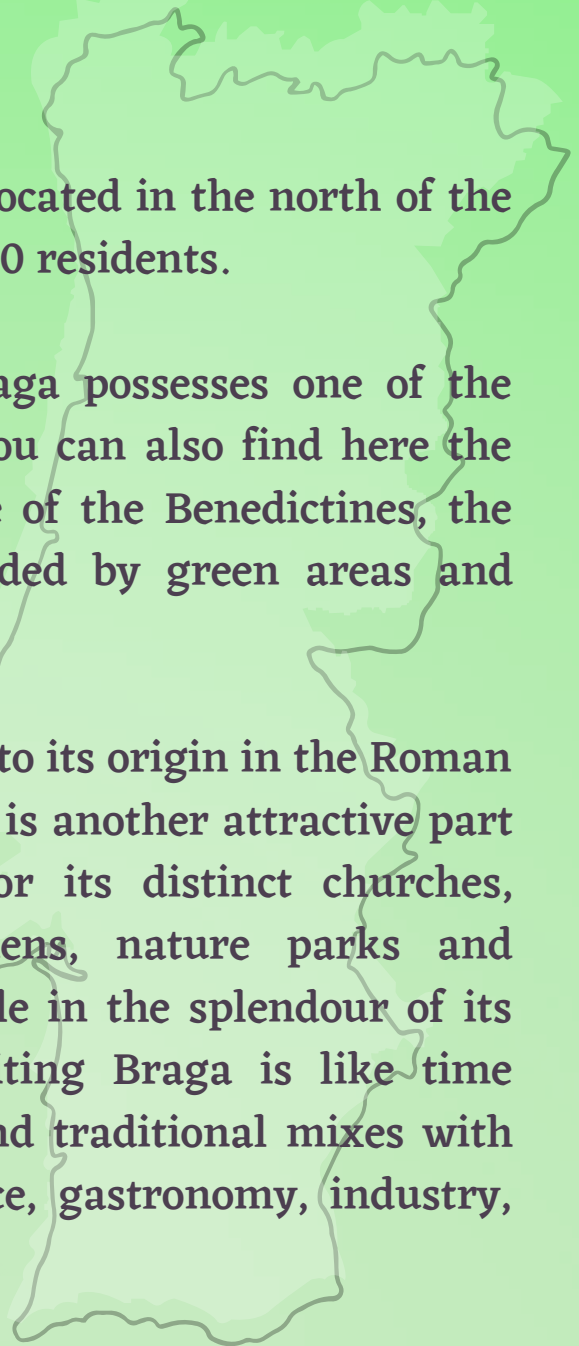 ocated in the north of the
0 residents.
aga possesses one of the
ou can also find here the
e of the Benedictines, the
ded by green areas and
to its origin in the Roman
is another attractive part
or its distinct churches,
ens, nature parks and
le in the splendour of its
iting Braga is like time
nd traditional mixes with
ce, gastronomy, industry,